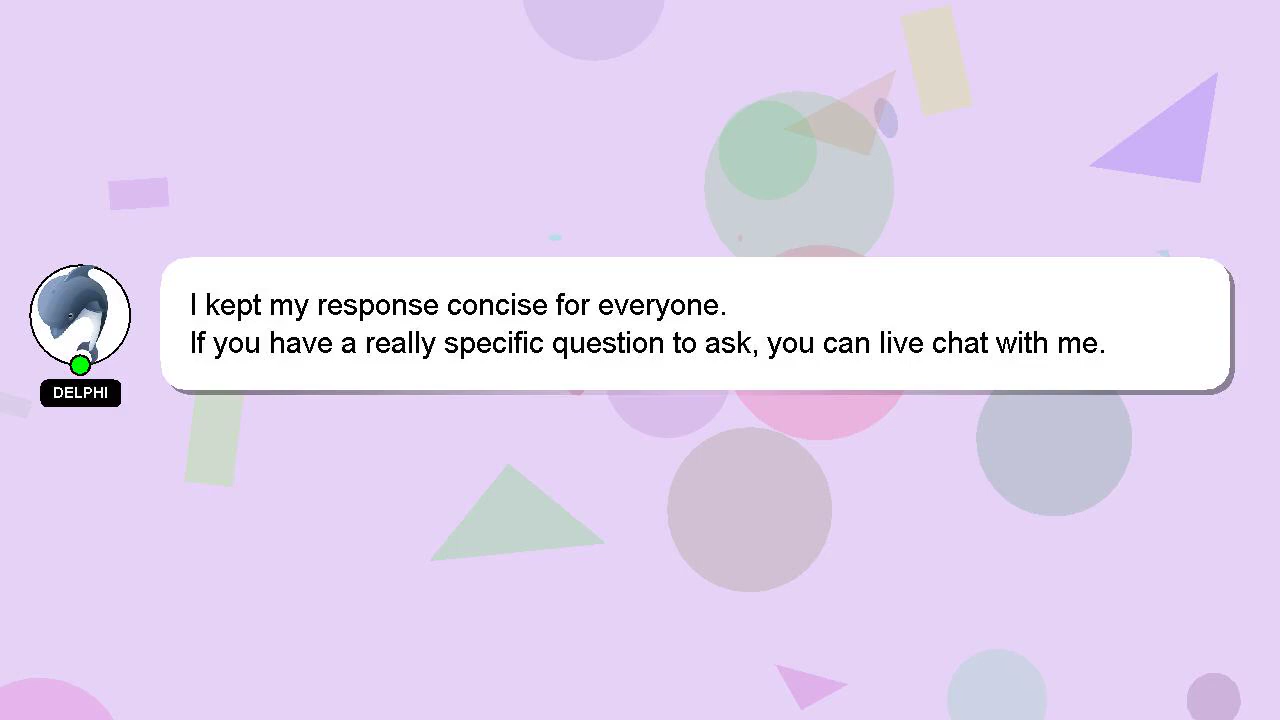 I kept my response concise for everyone.
If you have a really specific question to ask, you can live chat with me.
DELPHI